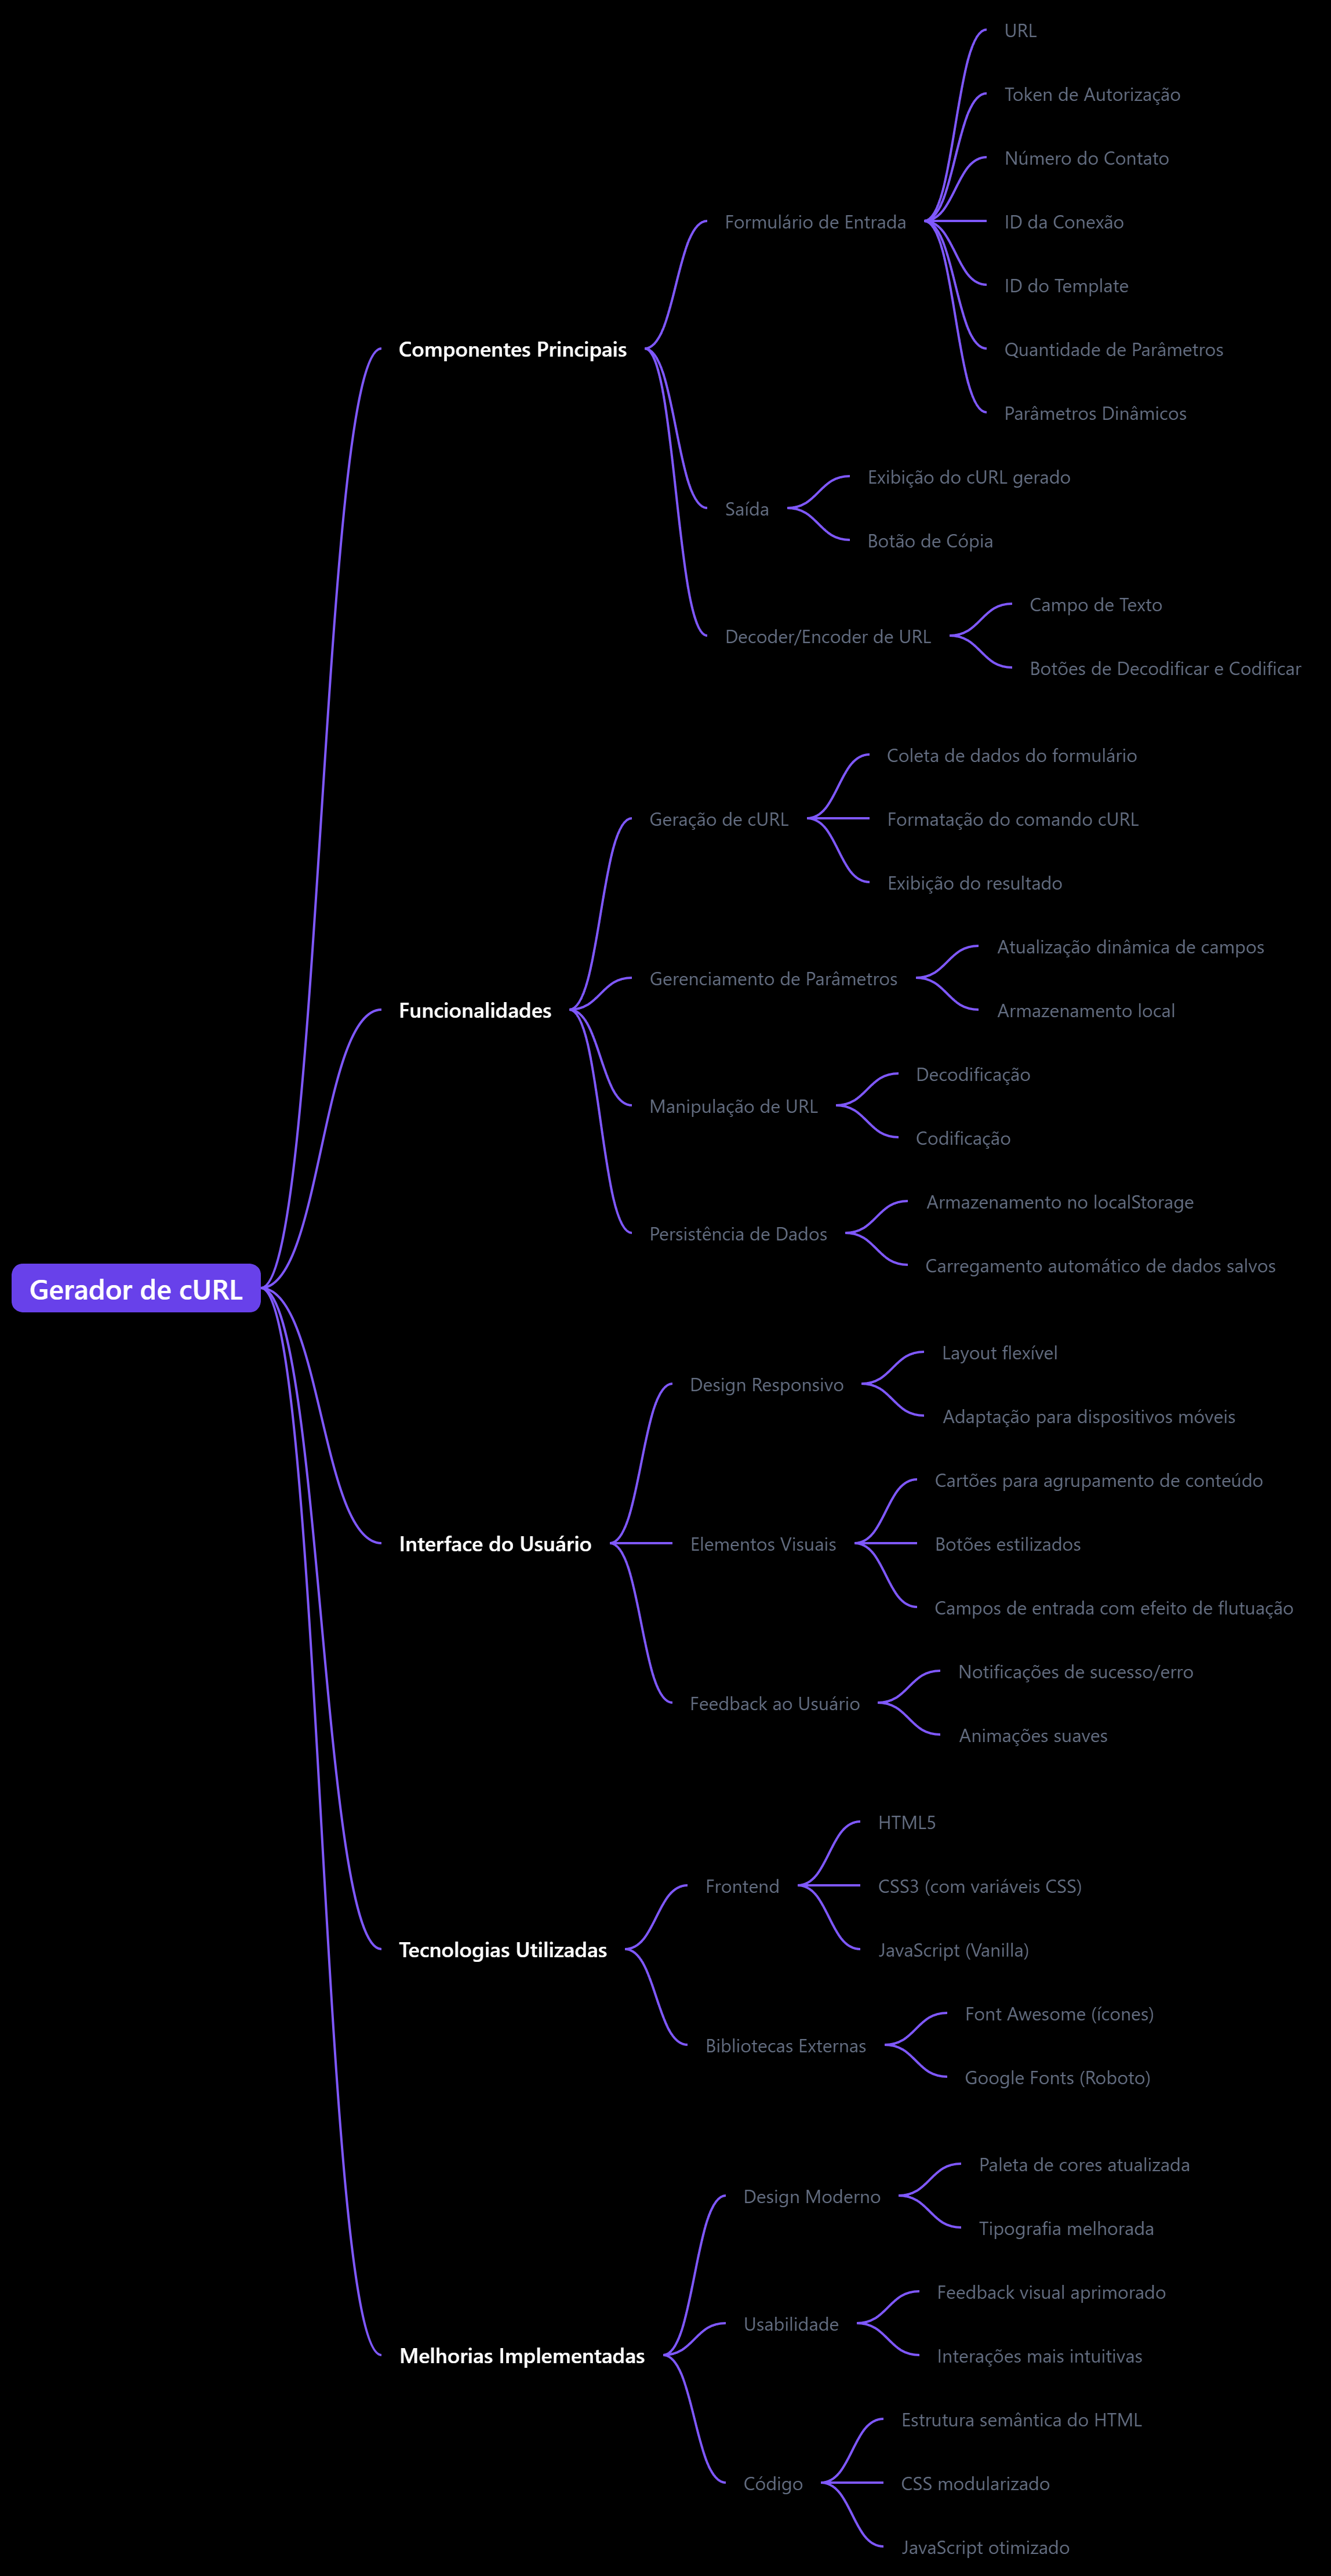 Gerador de cURL
Componentes Principais
Formulário de Entrada
URL
Token de Autorização
Número do Contato
ID da Conexão
ID do Template
Quantidade de Parâmetros
Parâmetros Dinâmicos
Saída
Exibição do cURL gerado
Botão de Cópia
Decoder/Encoder de URL
Campo de Texto
Botões de Decodificar e Codificar
Funcionalidades
Geração de cURL
Coleta de dados do formulário
Formatação do comando cURL
Exibição do resultado
Gerenciamento de Parâmetros
Atualização dinâmica de campos
Armazenamento local
Manipulação de URL
Decodificação
Codificação
Persistência de Dados
Armazenamento no localStorage
Carregamento automático de dados salvos
Interface do Usuário
Design Responsivo
Layout flexível
Adaptação para dispositivos móveis
Elementos Visuais
Cartões para agrupamento de conteúdo
Botões estilizados
Campos de entrada com efeito de flutuação
Feedback ao Usuário
Notificações de sucesso/erro
Animações suaves
Tecnologias Utilizadas
Frontend
HTML5
CSS3 (com variáveis CSS)
JavaScript (Vanilla)
Bibliotecas Externas
Font Awesome (ícones)
Google Fonts (Roboto)
Melhorias Implementadas
Design Moderno
Paleta de cores atualizada
Tipografia melhorada
Usabilidade
Feedback visual aprimorado
Interações mais intuitivas
Código
Estrutura semântica do HTML
CSS modularizado
JavaScript otimizado